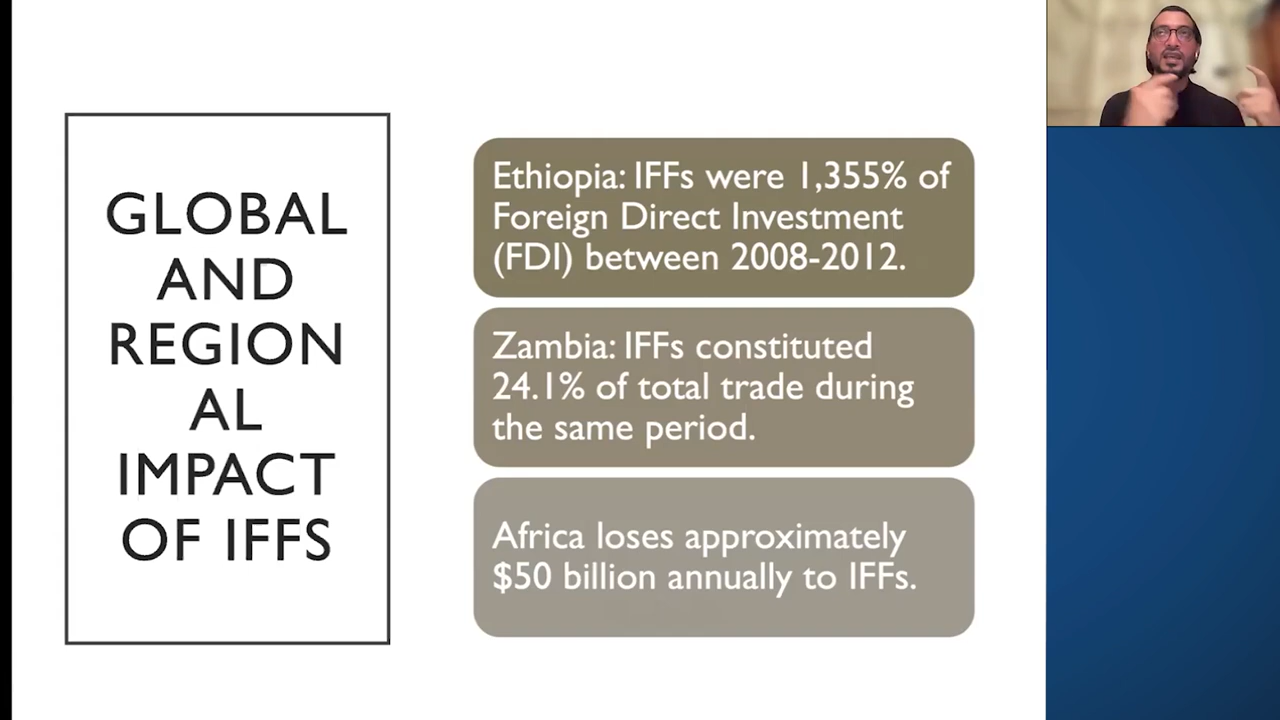 GLOBAL
AND
REGION
AL
IMPACT
OF IFFS
Ethiopia: IFFs were 1,355% of
Foreign Direct Investment
(FDI) between 2008-2012.
Zambia: IFFs constituted
24.1% of total trade during
the same period.
Africa loses approximately
$50 billion annually to IFFs.